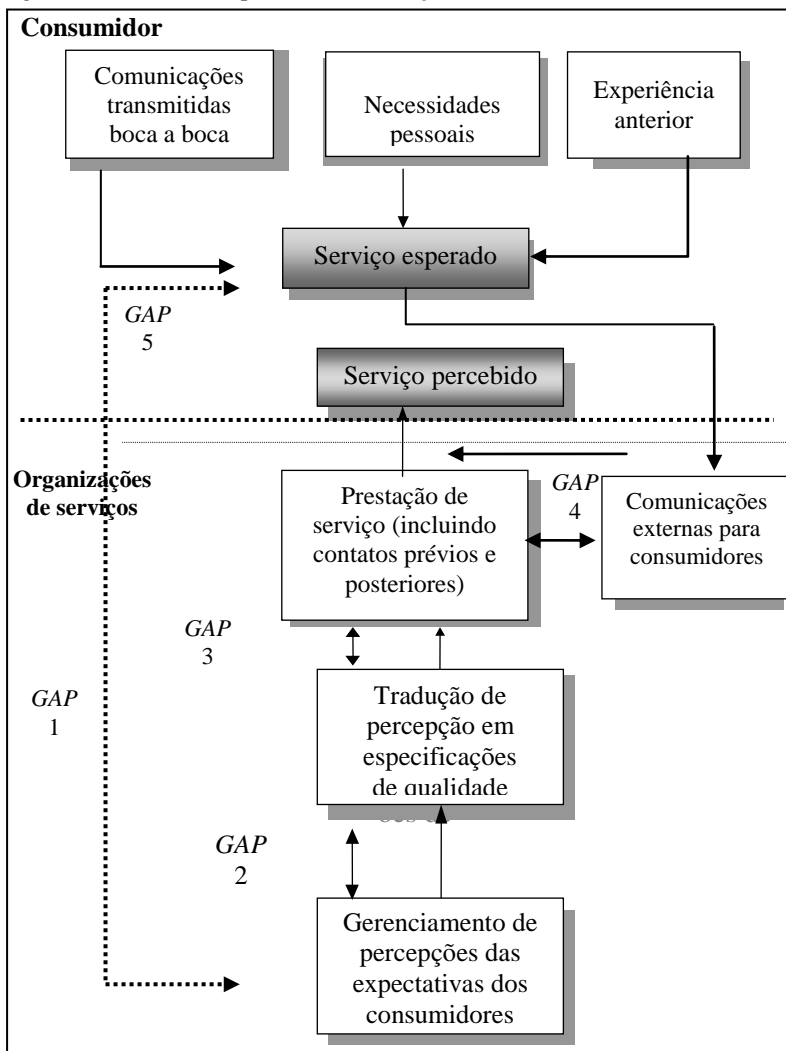 Consumidor
Comunicações
transmitidas
boca a boca
Necessidades
pessoais
Experiência
anterior
Serviço esperado
GAP
5
Serviço percebido
Organizações
de serviços
Prestação de
serviço (incluindo
contatos prévios e
posteriores)
GAP
4
Comunicações
externas para
consumidores
GAP
3
Tradução de
percepção em
especificações
de qualidade
GAP
1
GAP
2
Gerenciamento de
percepções das
expectativas dos
consumidores